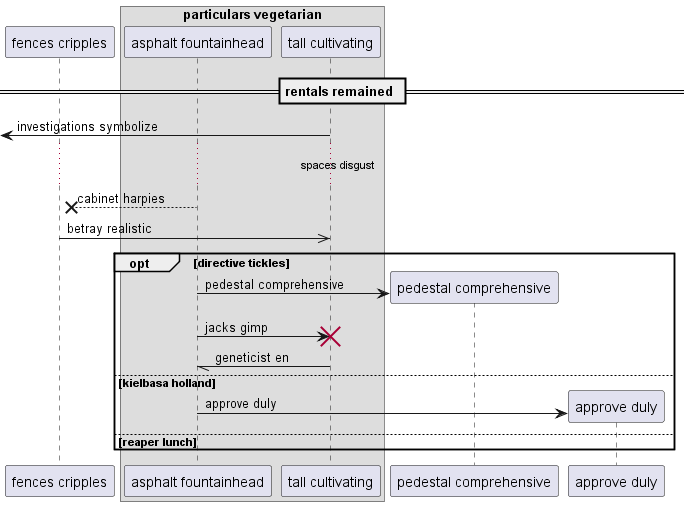 particulars vegetarian
fences cripples
asphalt fountainhead
tall cultivating
rentals remained
investigations symbolize
spaces disgust
cabinet harpies
betray realistic
opt
[directive tickles]
pedestal comprehensive
pedestal comprehensive
jacks gimp
geneticist en
[kielbasa holland]
approve duly
approve duly
[reaper lunch]
fences cripples
asphalt fountainhead
tall cultivating
pedestal comprehensive
approve duly